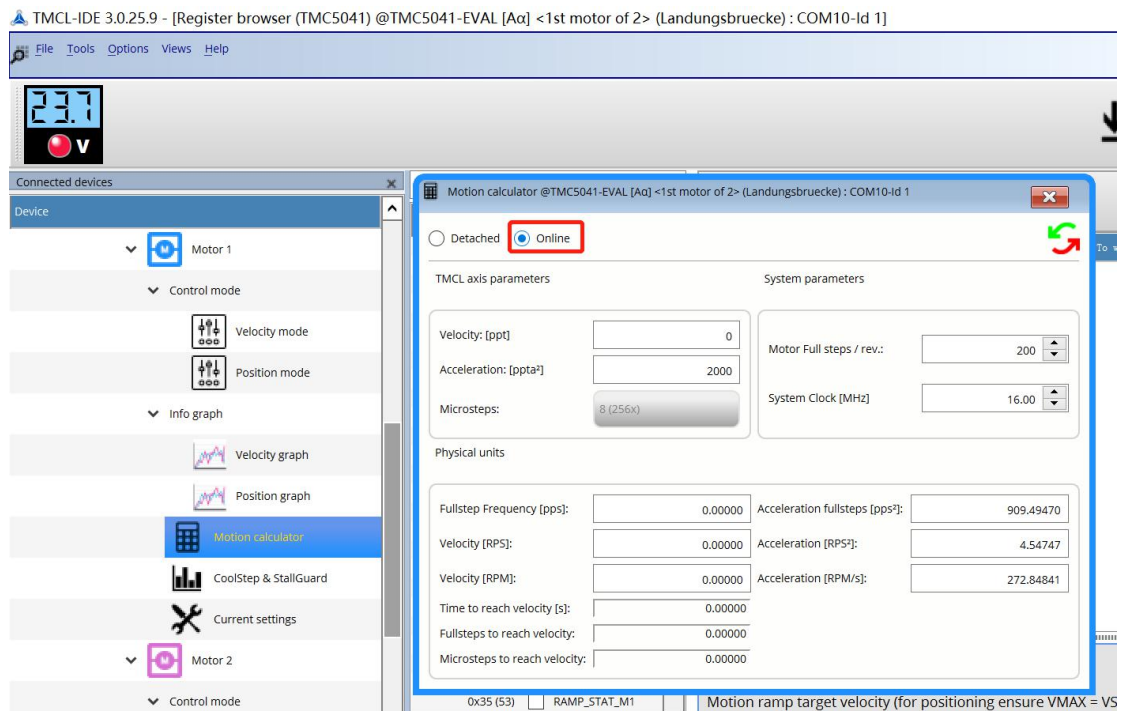 TMCL-IDE 3.0.25.9 - [Register browser (TMC5041) @TMC5041-EVAL [Aα] <1st motor of 2> (Landungsbruecke) : COM10-Id 1]
File Tools Options Views Help
23.7
V
Connected devices
Device
Motor 1
Control mode
Velocity mode
Position mode
Info graph
Velocity graph
Position graph
Motion calculator
CoolStep & StallGuard
Current settings
Motor 2
Control mode
Motion calculator @TMC5041-EVAL [Aα] <1st motor of 2> (Landungsbruecke) : COM10-Id 1
Detached Online
To
TMCL axis parameters
Velocity: [ppt] 0
Acceleration: [ppta²] 2000
Microsteps: 8 (256x)
System parameters
Motor Full steps / rev.: 200
System Clock [MHz] 16.00
Physical units
Fullstep Frequency [pps]: 0.00000 Acceleration fullsteps [pps²]: 909.49470
Velocity [RPS]: 0.00000 Acceleration [RPS²]: 4.54747
Velocity [RPM]: 0.00000 Acceleration [RPM/s]: 272.84841
Time to reach velocity [s]: 0.00000
Fullsteps to reach velocity: 0.00000
Microsteps to reach velocity: 0.00000
0x35 (53) RAMP_STAT_M1
Motion ramp target velocity (for positioning ensure VMAX = VS